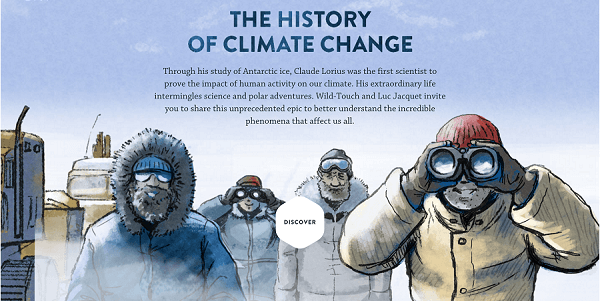 THE HISTORY
OF CLIMATE CHANGE
Through his study of Antarctic ice, Claude Lorius was the first scientist to
prove the impact of human activity on our climate. His extraordinary life
intermingles science and polar adventures. Wild-Touch and Luc Jacquet invite
you to share this unprecedented epic to better understand the incredible
phenomena that affect us all.
DISCOVER